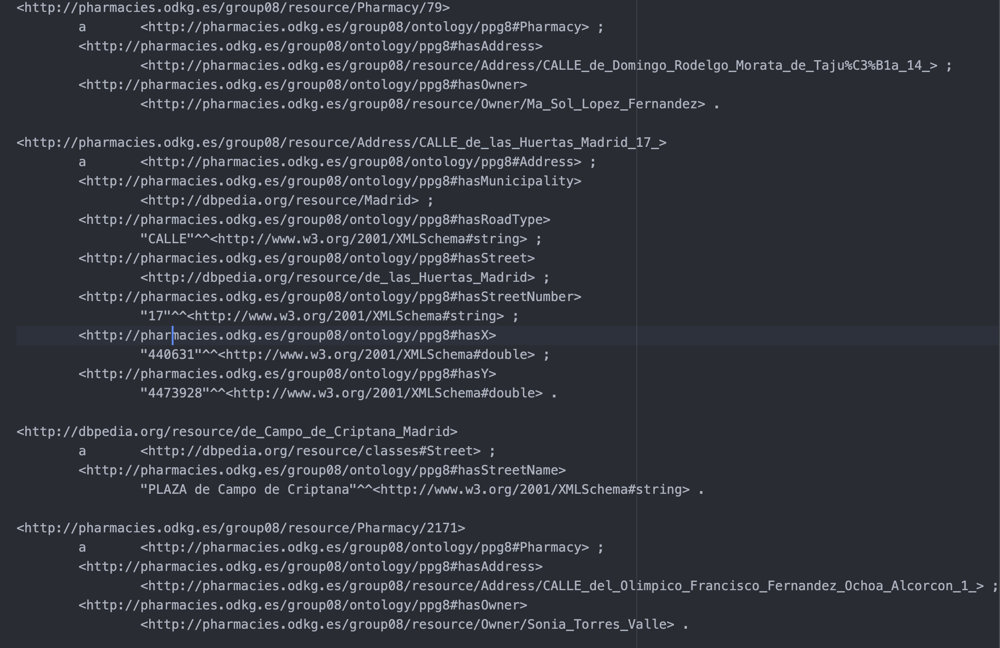 <http://pharmacies.odkg.es/group08/resource/Pharmacy/79>
a <http://pharmacies.odkg.es/group08/ontology/ppg8#Pharmacy> ;
<http://pharmacies.odkg.es/group08/ontology/ppg8#hasAddress>
<http://pharmacies.odkg.es/group08/resource/Address/CALLE_de_Domingo_Rodelgo_Morata_de_Taju%C3%B1a_14_> ;
<http://pharmacies.odkg.es/group08/ontology/ppg8#hasOwner>
<http://pharmacies.odkg.es/group08/resource/Owner/Ma_Sol_Lopez_Fernandez> .
<http://pharmacies.odkg.es/group08/resource/Address/CALLE_de_las_Huertas_Madrid_17_>
a <http://pharmacies.odkg.es/group08/ontology/ppg8#Address> ;
<http://pharmacies.odkg.es/group08/ontology/ppg8#hasMunicipality>
<http://dbpedia.org/resource/Madrid> ;
<http://pharmacies.odkg.es/group08/ontology/ppg8#hasRoadType>
"CALLE"^^<http://www.w3.org/2001/XMLSchema#string> ;
<http://pharmacies.odkg.es/group08/ontology/ppg8#hasStreet>
<http://dbpedia.org/resource/de_las_Huertas_Madrid> ;
<http://pharmacies.odkg.es/group08/ontology/ppg8#hasStreetNumber>
"17"^^<http://www.w3.org/2001/XMLSchema#string> ;
<http://pharmacies.odkg.es/group08/ontology/ppg8#hasX>
"440631"^^<http://www.w3.org/2001/XMLSchema#double> ;
<http://pharmacies.odkg.es/group08/ontology/ppg8#hasY>
"4473928"^^<http://www.w3.org/2001/XMLSchema#double> .
<http://dbpedia.org/resource/de_Campo_de_Criptana_Madrid>
a <http://dbpedia.org/resource/classes#Street> ;
<http://pharmacies.odkg.es/group08/ontology/ppg8#hasStreetName>
"PLAZA de Campo de Criptana"^^<http://www.w3.org/2001/XMLSchema#string> .
<http://pharmacies.odkg.es/group08/resource/Pharmacy/2171>
a <http://pharmacies.odkg.es/group08/ontology/ppg8#Pharmacy> ;
<http://pharmacies.odkg.es/group08/ontology/ppg8#hasAddress>
<http://pharmacies.odkg.es/group08/resource/Address/CALLE_del_Olimpico_Francisco_Fernandez_Ochoa_Alcorcon_1_> ;
<http://pharmacies.odkg.es/group08/ontology/ppg8#hasOwner>
<http://pharmacies.odkg.es/group08/resource/Owner/Sonia_Torres_Valle> .